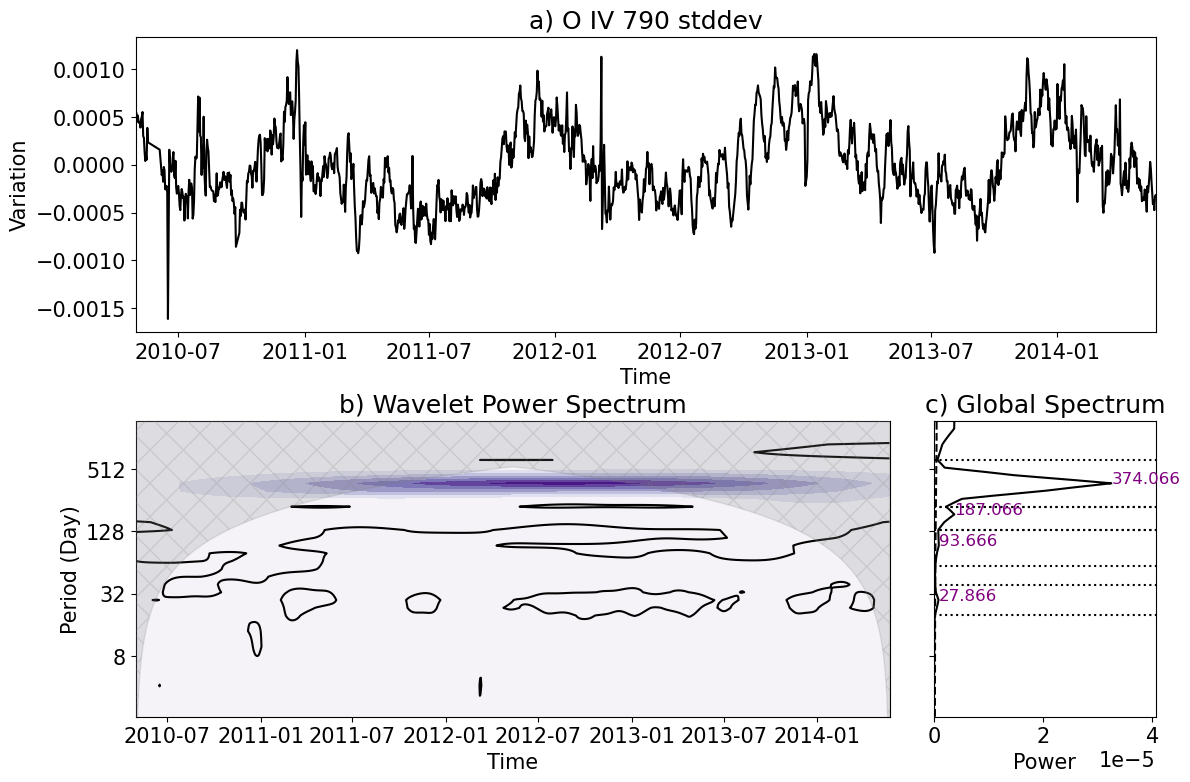 a) O IV 790 stddev
Variation
0.0010
0.0005
0.0000
−0.0005
−0.0010
−0.0015
2010-07 2011-01 2011-07 2012-01 2012-07 2013-01 2013-07 2014-01
Time
b) Wavelet Power Spectrum
Period (Day)
512
128
32
8
2010-07 2011-01 2011-07 2012-01 2012-07 2013-01 2013-07 2014-01
Time
c) Global Spectrum
374.066
187.066
93.666
27.866
0 2 4
Power 1e−5